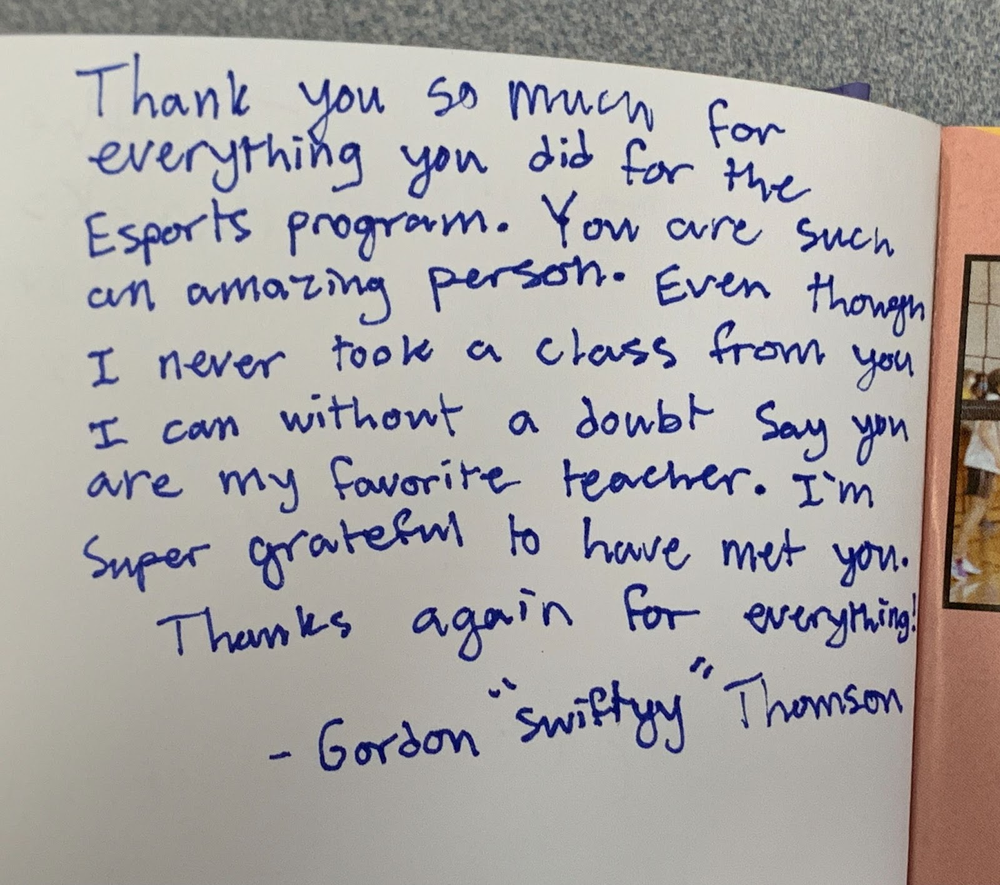 Thank you so much for
everything you did for the
Esports program. You are such
an amazing person. Even though
I never took a class from you
I can without a doubt say you
are my favorite teacher. I'm
super grateful to have met you.
Thanks again for everything!
- Gordon "Swiftyy" Thomson